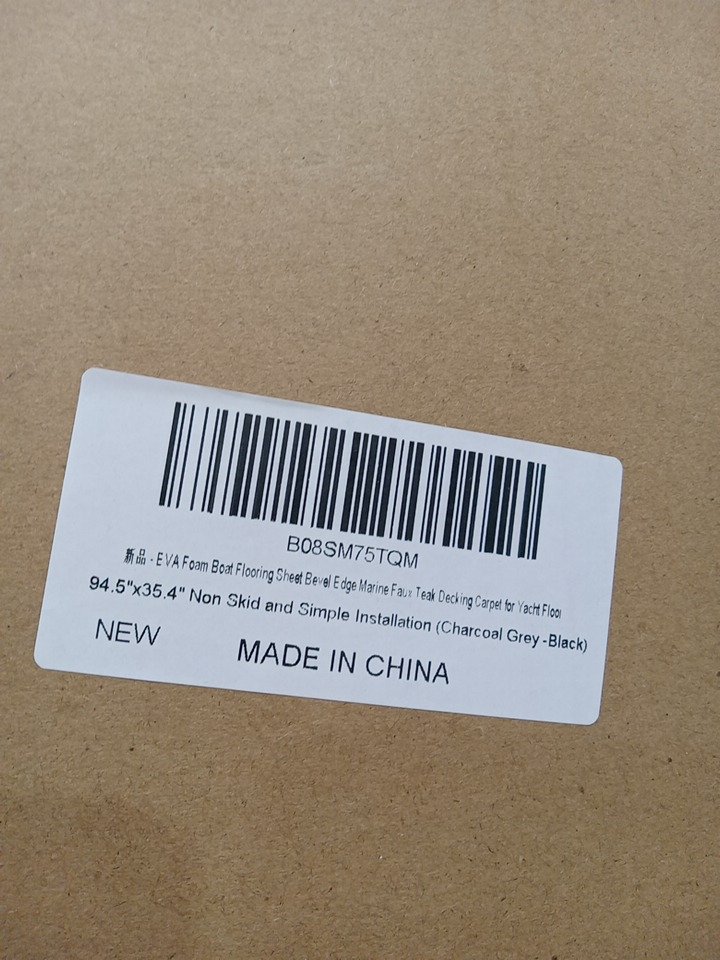 B08SM75TQM
新品 - EVA Foam Boat Flooring Sheet Bevel Edge Marine Faux Teak Decking Carpet for Yacht Floor
94.5"x35.4" Non Skid and Simple Installation (Charcoal Grey -Black)
NEW
MADE IN CHINA